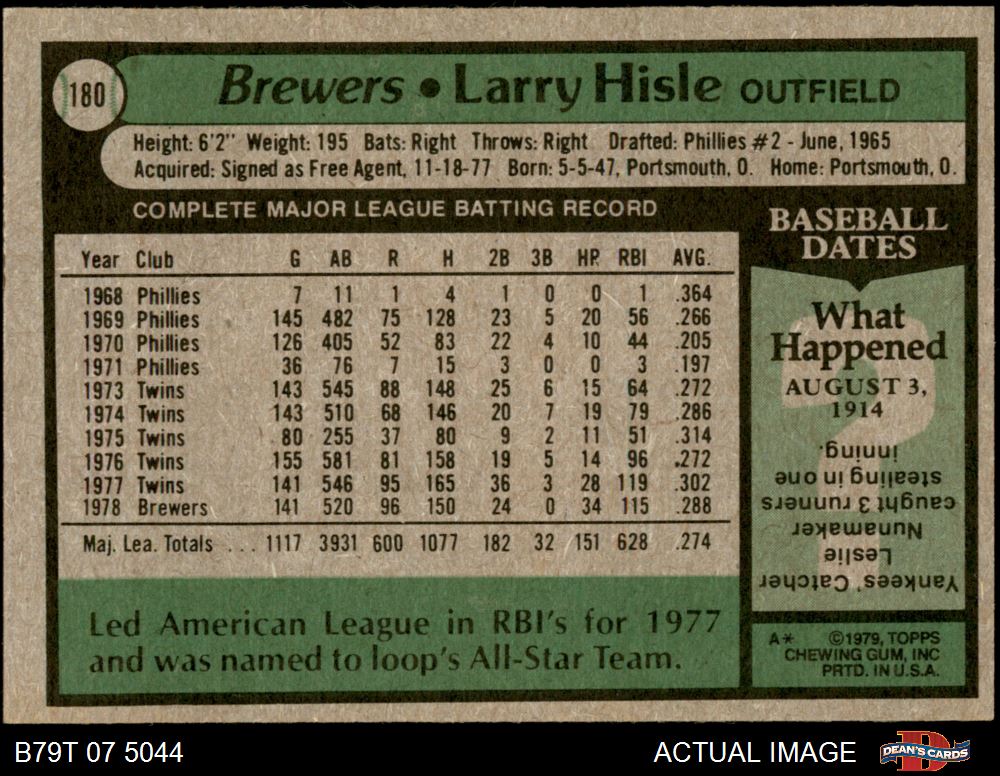 180
Brewers • Larry Hisle OUTFIELD
Height: 6'2" Weight: 195 Bats: Right Throws: Right Drafted: Phillies #2 - June, 1965
Acquired: Signed as Free Agent, 11-18-77 Born: 5-5-47, Portsmouth, O. Home: Portsmouth, O.
COMPLETE MAJOR LEAGUE BATTING RECORD
Year Club G AB R H 2B 3B HR RBI AVG.
1968 Phillies 7 11 1 4 1 0 0 1 .364
1969 Phillies 145 482 75 128 23 5 20 56 .266
1970 Phillies 126 405 52 83 22 4 10 44 .205
1971 Phillies 36 76 7 15 3 0 0 3 .197
1973 Twins 143 545 88 148 25 6 15 64 .272
1974 Twins 143 510 68 146 20 7 19 79 .286
1975 Twins 80 255 37 80 9 2 11 51 .314
1976 Twins 155 581 81 158 19 5 14 96 .272
1977 Twins 141 546 95 165 36 3 28 119 .302
1978 Brewers 141 520 96 150 24 0 34 115 .288
Maj. Lea. Totals ... 1117 3931 600 1077 182 32 151 628 .274
Led American League in RBI's for 1977
and was named to loop's All-Star Team.
BASEBALL
DATES
What
Happened
AUGUST 3,
1914
Yankees' Catcher
Leslie
Nunamaker
caught 3 runners
stealing in one
inning.
A* ©1979, TOPPS
CHEWING GUM, INC
PRTD. IN U.S.A.
B79T 07 5044
ACTUAL IMAGE
DEAN'S CARDS